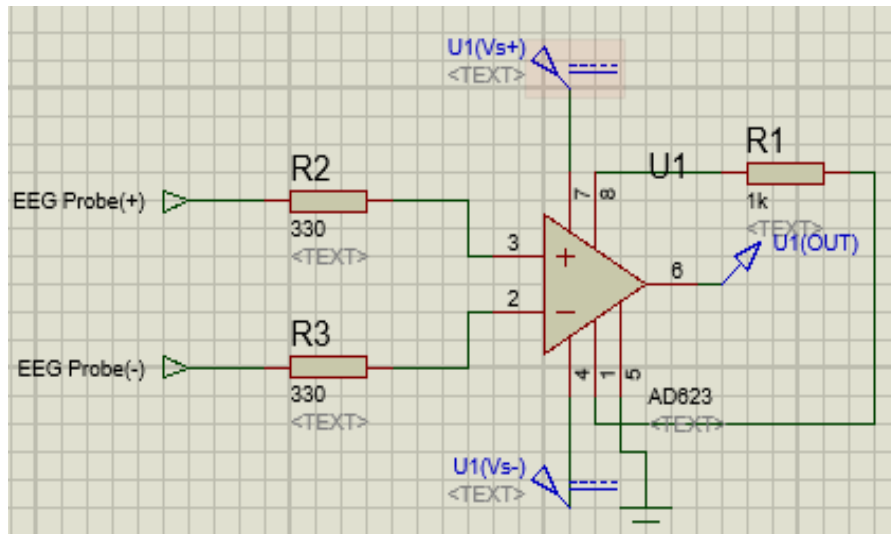 U1(Vs+)
<TEXT>
R2
EEG Probe(+)
330
<TEXT>
7
8
U1
R1
1k
<TEXT>
U1(OUT)
3
2
6
R3
EEG Probe(-)
330
<TEXT>
4
1
5
AD623
<TEXT>
U1(Vs-)
<TEXT>